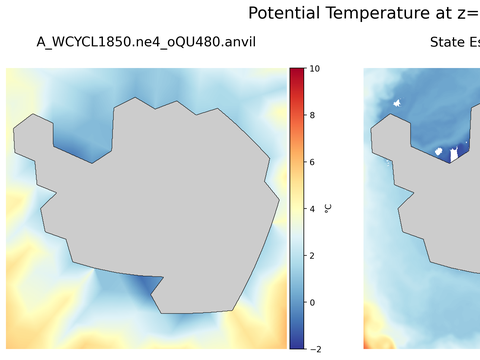 Potential Temperature at z=
A_WCYCL1850.ne4_oQU480.anvil
State Es
10
8
6
4
2
0
−2
°C